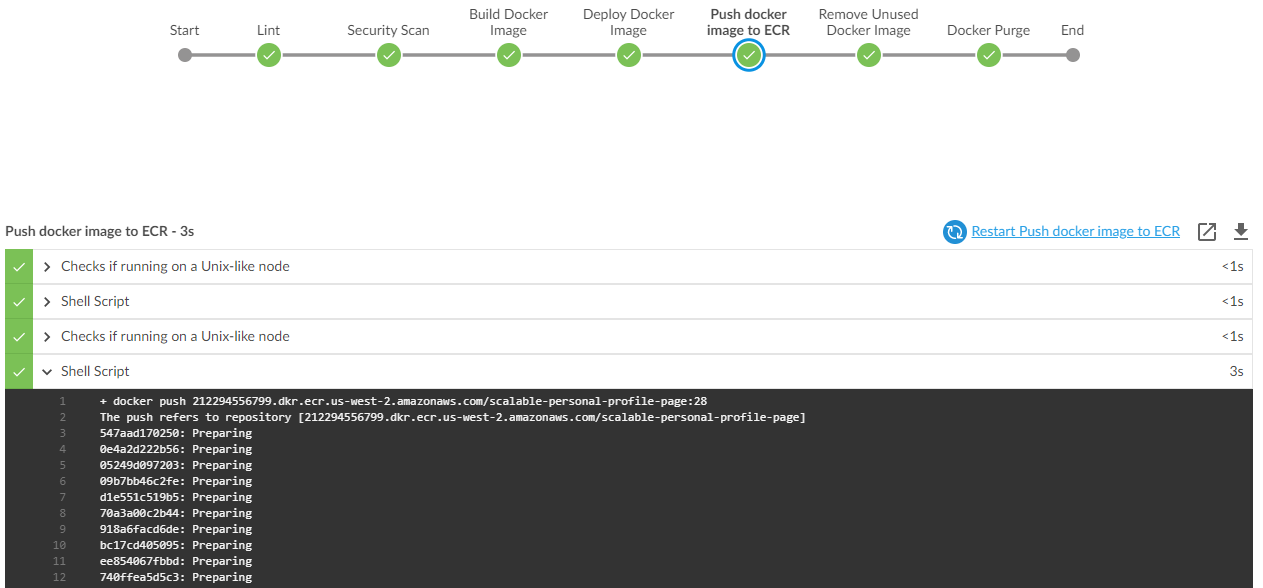 Start
Lint
Security Scan
Build Docker
Image
Deploy Docker
Image
Push docker
image to ECR
Remove Unused
Docker Image
Docker Purge
End
Push docker image to ECR - 3s
Restart Push docker image to ECR
Checks if running on a Unix-like node <1s
Shell Script <1s
Checks if running on a Unix-like node <1s
Shell Script 3s
1 + docker push 212294556799.dkr.ecr.us-west-2.amazonaws.com/scalable-personal-profile-page:28
2 The push refers to repository [212294556799.dkr.ecr.us-west-2.amazonaws.com/scalable-personal-profile-page]
3 547aad170250: Preparing
4 0e4a2d222b56: Preparing
5 05249d097203: Preparing
6 09b7bb46c2fe: Preparing
7 d1e551c519b5: Preparing
8 70a3a00c2b44: Preparing
9 918a6facd6de: Preparing
10 bc17cd405095: Preparing
11 ee854067fbbd: Preparing
12 740ffea5d5c3: Preparing